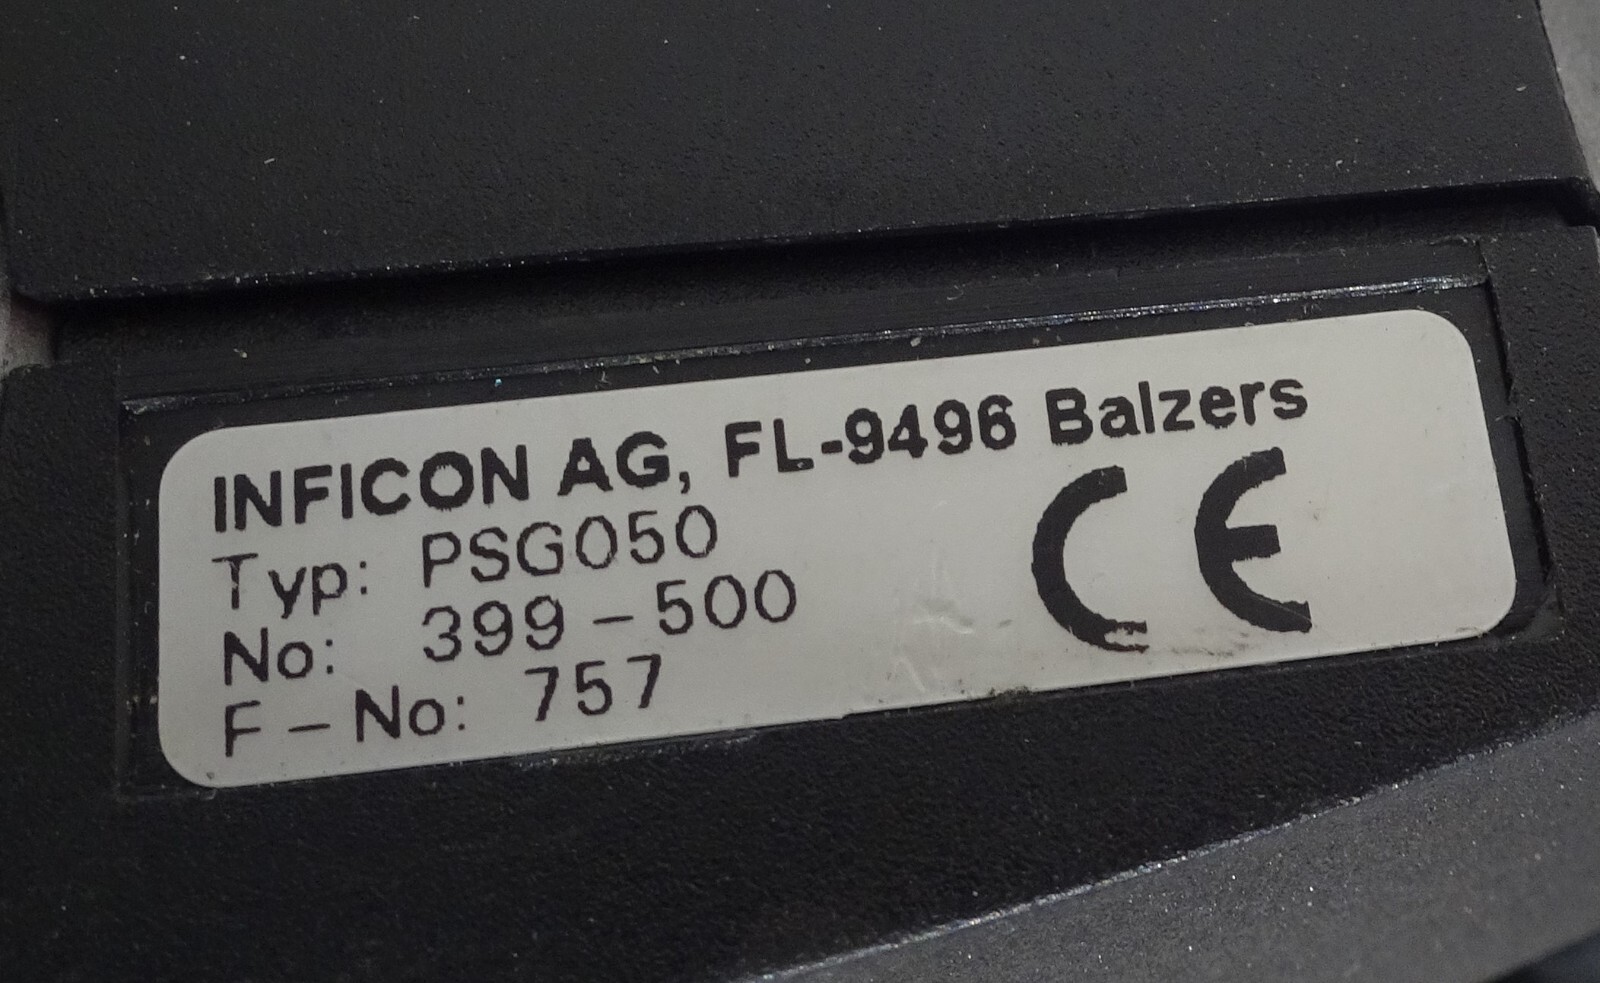 INFICON AG, FL-9496 Balzers
Typ: PSG050
No: 399-500
F-No: 757
CE